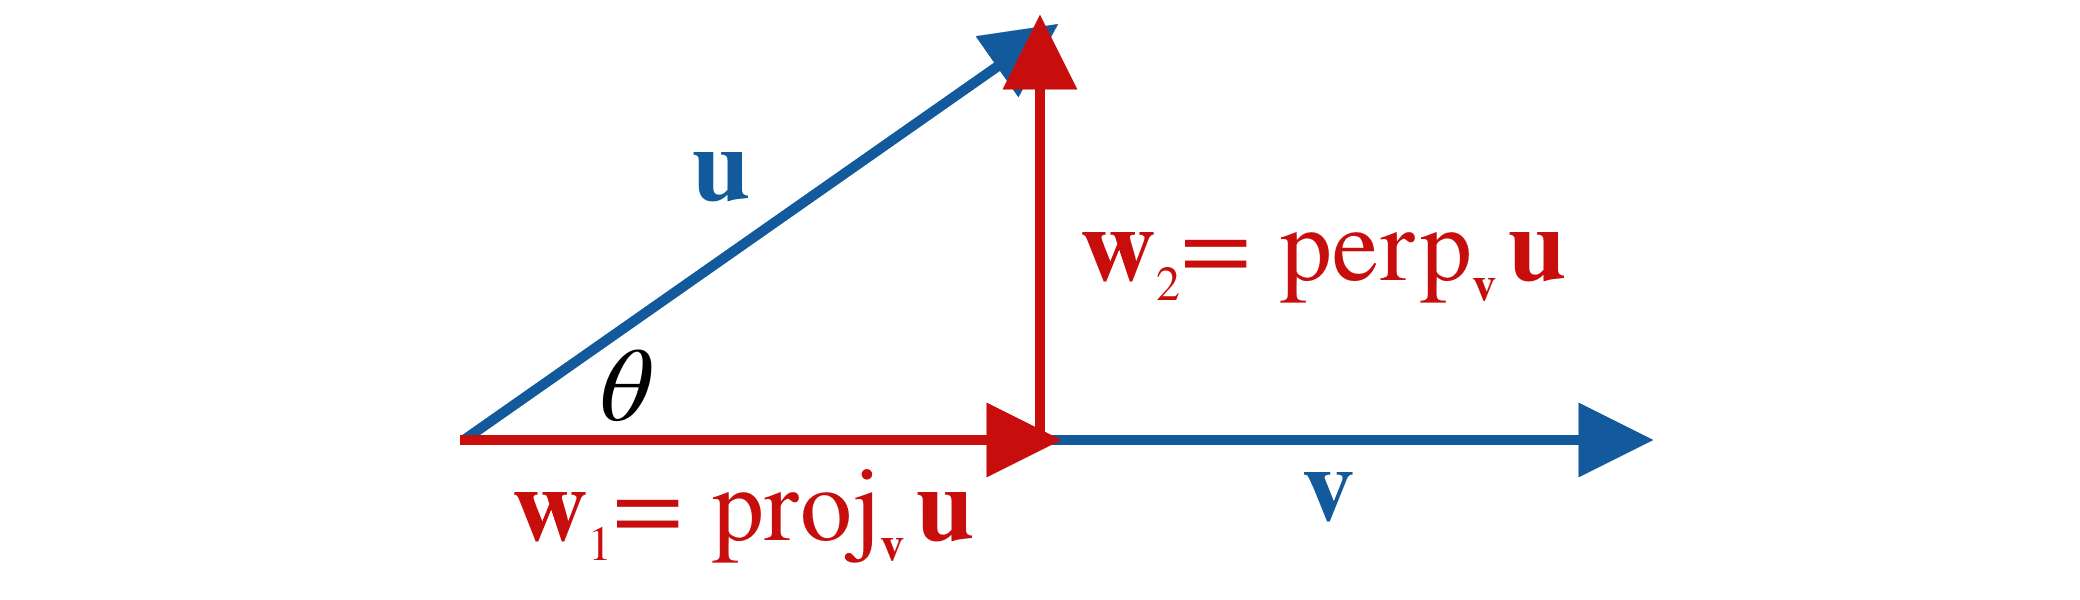 u
w₂= perpᵥ u
θ
v
w₁= projᵥ u